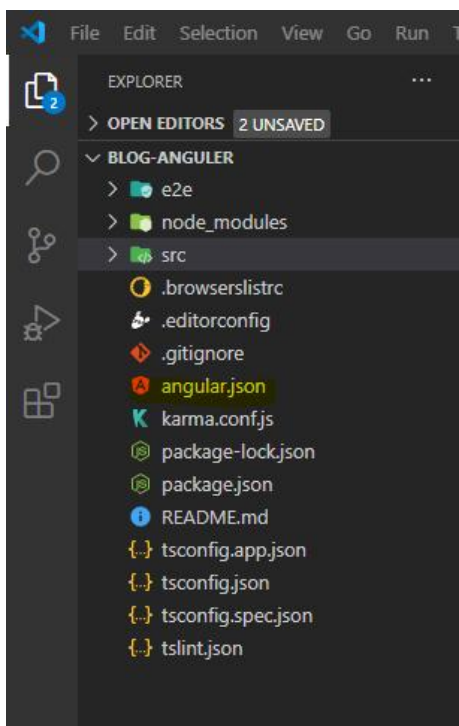 File Edit Selection View Go Run
EXPLORER
OPEN EDITORS 2 UNSAVED
2
BLOG-ANGULER
e2e
node_modules
src
.browserslistrc
.editorconfig
.gitignore
angular.json
karma.conf.js
package-lock.json
package.json
README.md
{..} tsconfig.app.json
{..} tsconfig.json
{..} tsconfig.spec.json
{..} tslint.json